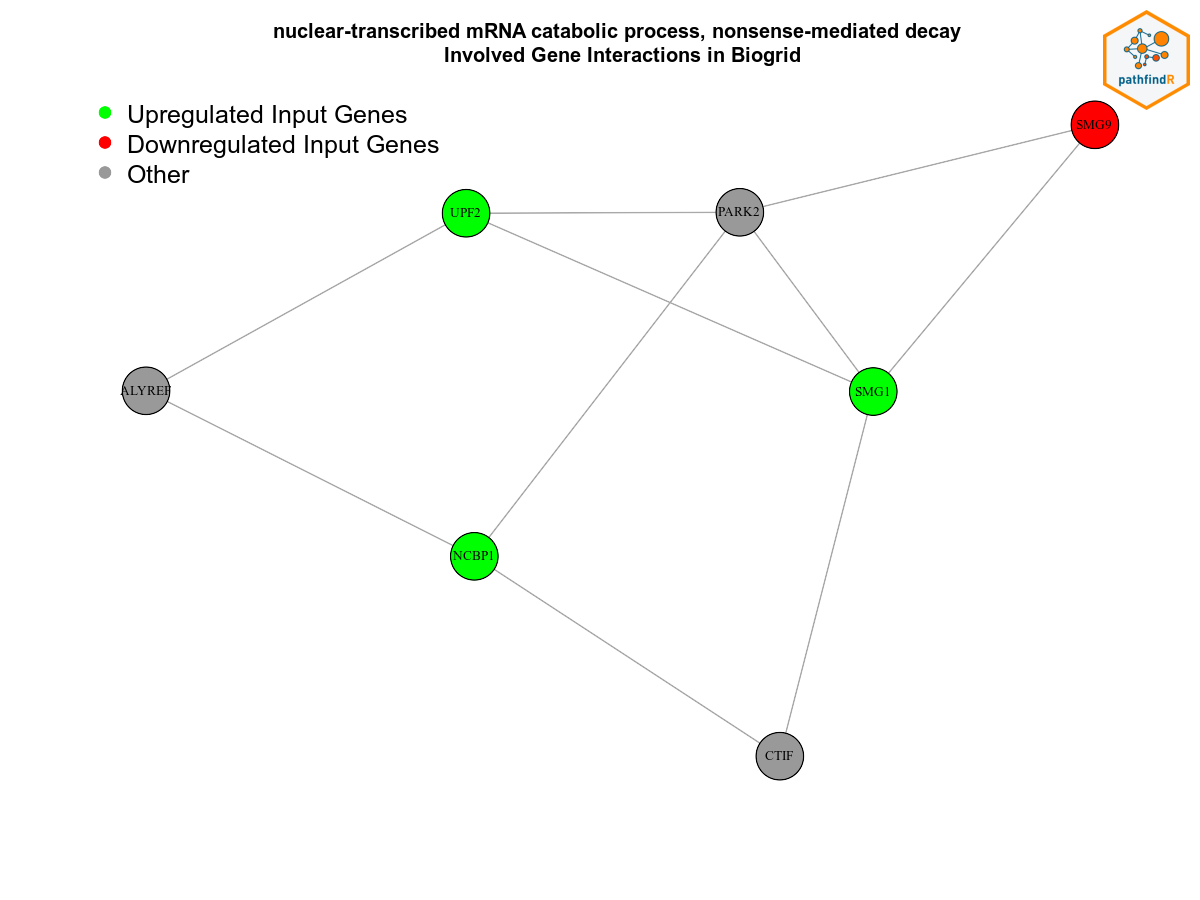 nuclear-transcribed mRNA catabolic process, nonsense-mediated decay
Involved Gene Interactions in Biogrid
pathfindR
Upregulated Input Genes
Downregulated Input Genes
Other
SMG9
UPF2
PARK2
ALYREF
SMG1
NCBP1
CTIF